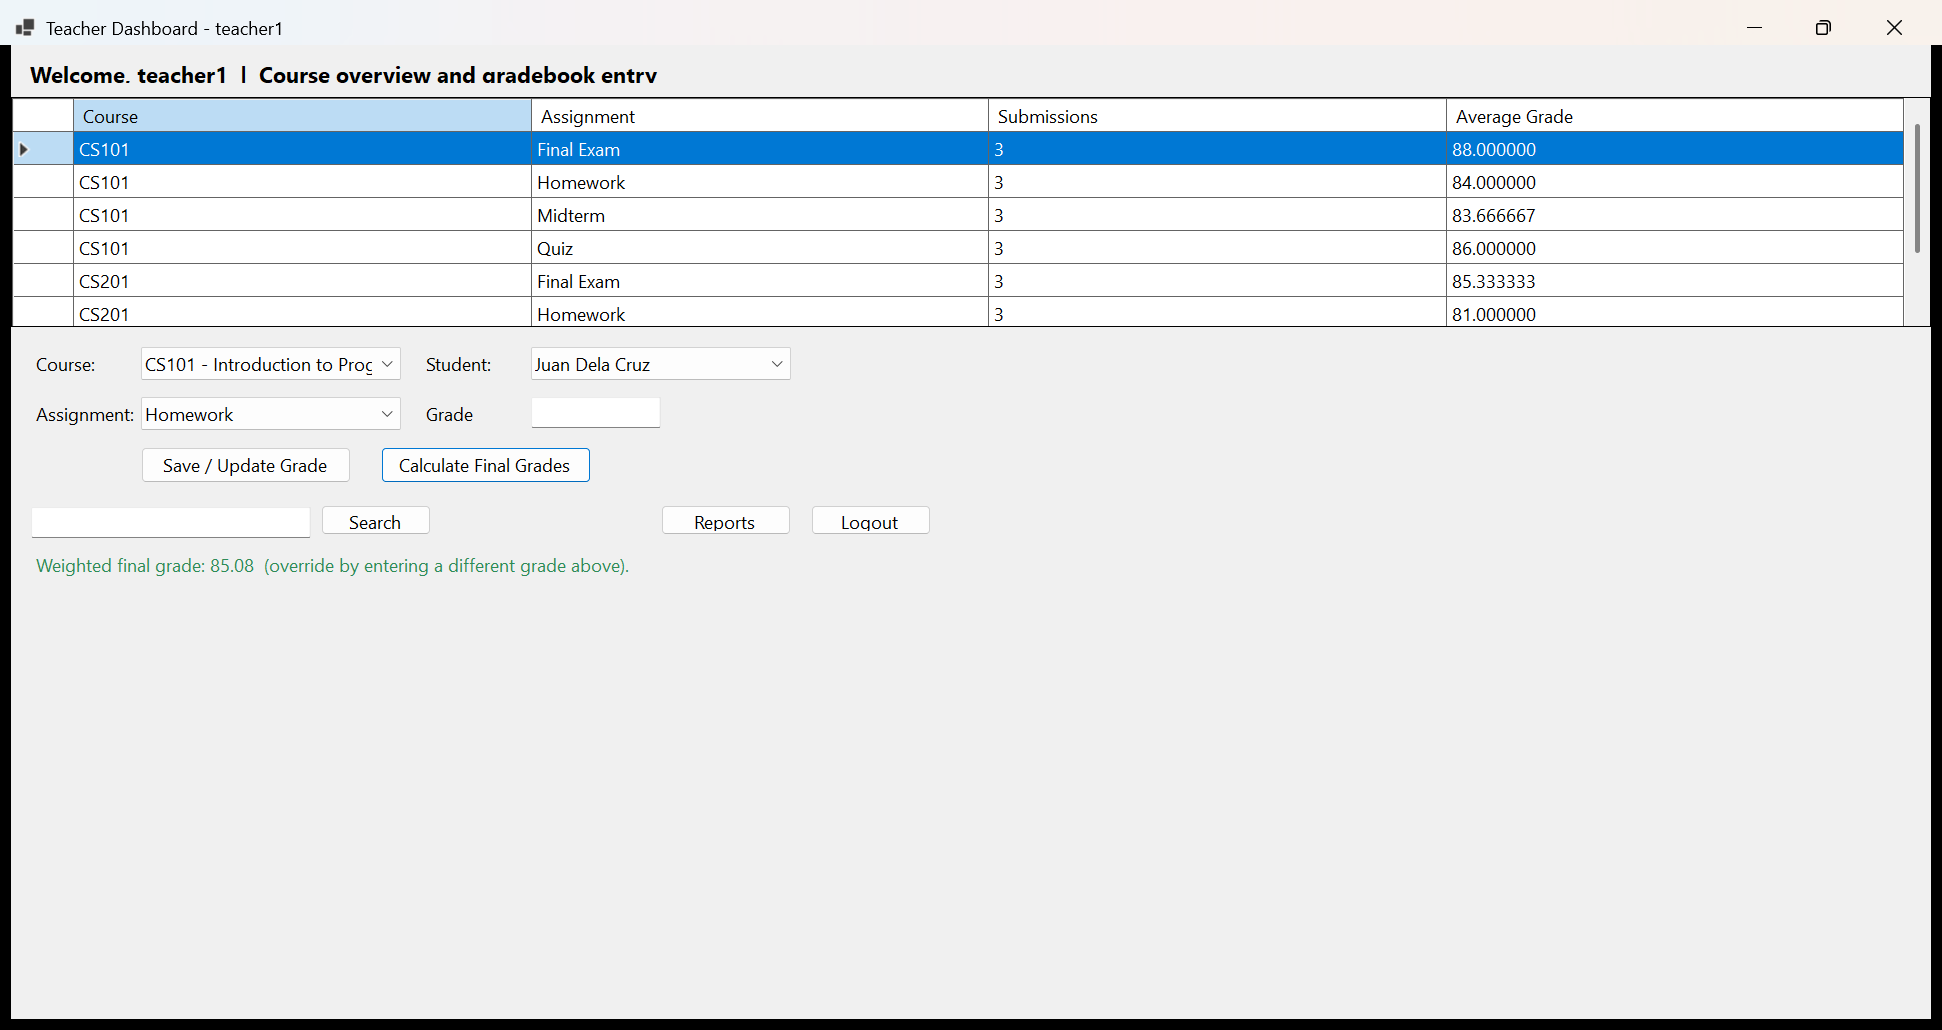 Teacher Dashboard - teacher1
Welcome, teacher1 | Course overview and gradebook entry
Course Assignment Submissions Average Grade
CS101 Final Exam 3 88.000000
CS101 Homework 3 84.000000
CS101 Midterm 3 83.666667
CS101 Quiz 3 86.000000
CS201 Final Exam 3 85.333333
CS201 Homework 3 81.000000
Course: CS101 - Introduction to Prog Student: Juan Dela Cruz
Assignment: Homework Grade
Save / Update Grade Calculate Final Grades
Search Reports Logout
Weighted final grade: 85.08 (override by entering a different grade above).